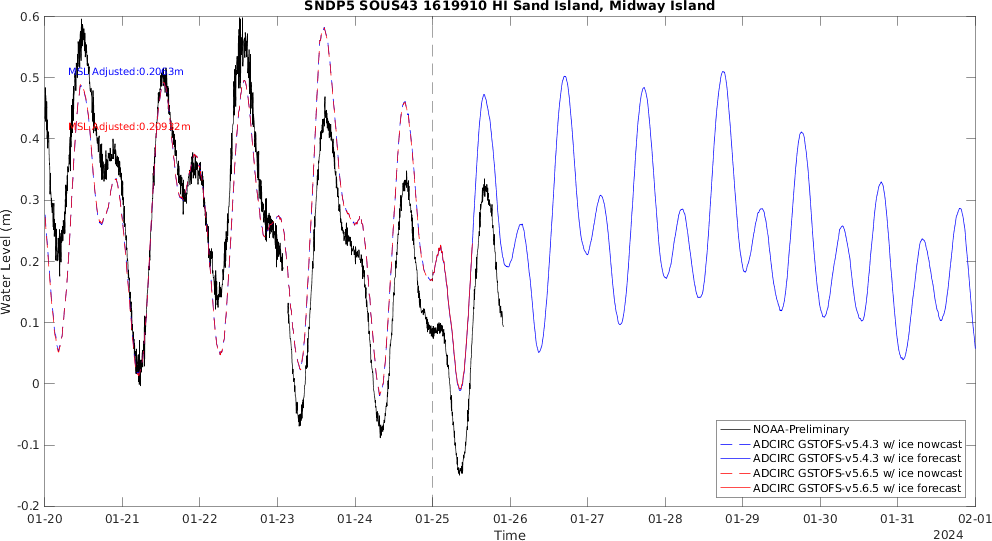 SNDP5 SOUS43 1619910 HI Sand Island, Midway Island
0.6
0.5
0.4
0.3
0.2
0.1
0
-0.1
-0.2
Water Level (m)
MSL Adjusted:0.2063m
MSL Adjusted:0.20932m
NOAA-Preliminary
ADCIRC GSTOFS-v5.4.3 w/ ice nowcast
ADCIRC GSTOFS-v5.4.3 w/ ice forecast
ADCIRC GSTOFS-v5.6.5 w/ ice nowcast
ADCIRC GSTOFS-v5.6.5 w/ ice forecast
01-20 01-21 01-22 01-23 01-24 01-25 01-26 01-27 01-28 01-29 01-30 01-31 02-01
Time
2024